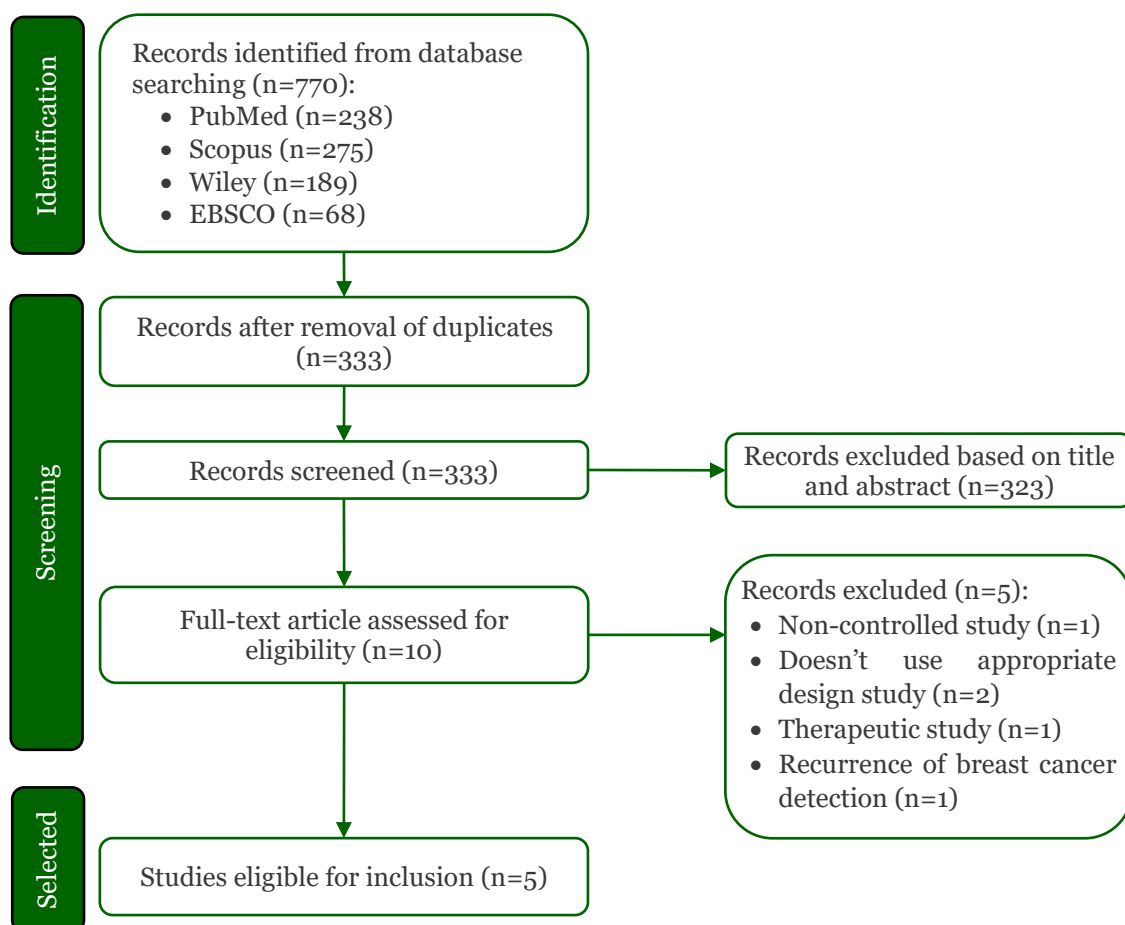 Identification
Records identified from database
searching (n=770):
• PubMed (n=238)
• Scopus (n=275)
• Wiley (n=189)
• EBSCO (n=68)
Screening
Records after removal of duplicates
(n=333)
Records screened (n=333)
Records excluded based on title
and abstract (n=323)
Full-text article assessed for
eligibility (n=10)
Records excluded (n=5):
• Non-controlled study (n=1)
• Doesn’t use appropriate
design study (n=2)
• Therapeutic study (n=1)
• Recurrence of breast cancer
detection (n=1)
Selected
Studies eligible for inclusion (n=5)